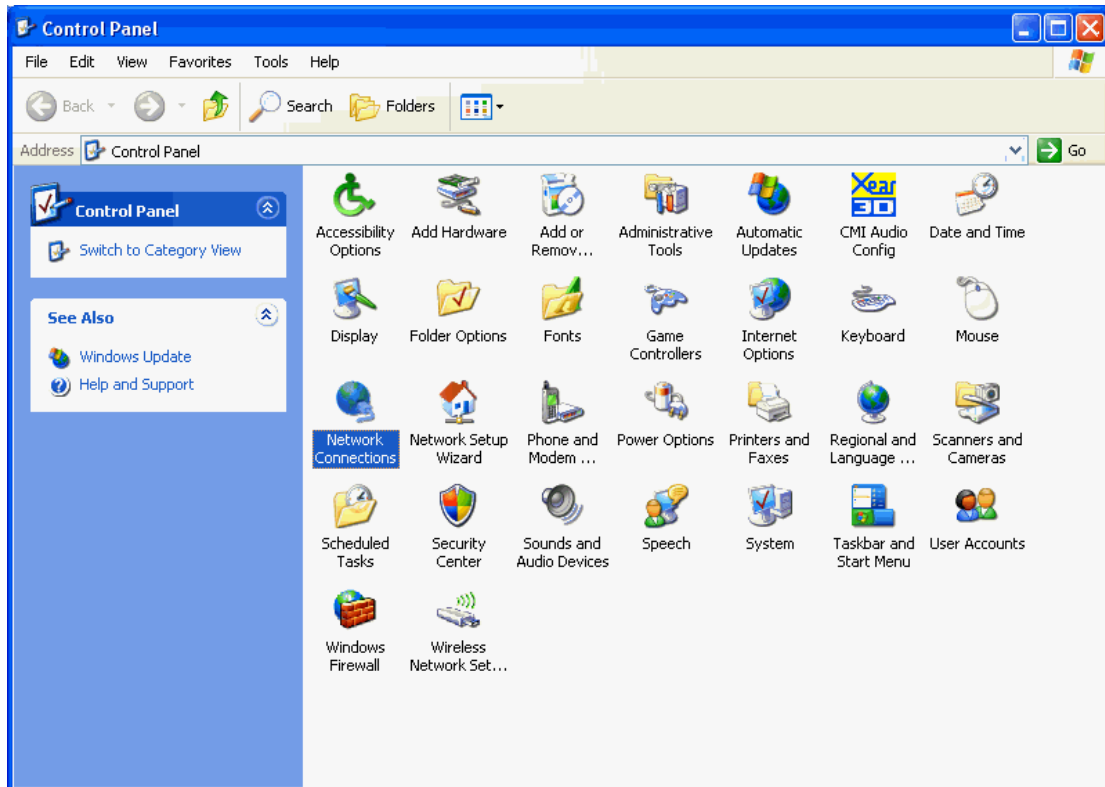 Control Panel
File Edit View Favorites Tools Help
Back Search Folders
Address Control Panel Go
Control Panel
Switch to Category View
See Also
Windows Update
Help and Support
Accessibility Options
Add Hardware
Add or Remov...
Administrative Tools
Automatic Updates
Xear 3D
CMI Audio Config
Date and Time
Display
Folder Options
Fonts
Game Controllers
Internet Options
Keyboard
Mouse
Network Connections
Network Setup Wizard
Phone and Modem ...
Power Options
Printers and Faxes
Regional and Language ...
Scanners and Cameras
Scheduled Tasks
Security Center
Sounds and Audio Devices
Speech
System
Taskbar and Start Menu
User Accounts
Windows Firewall
Wireless Network Set...